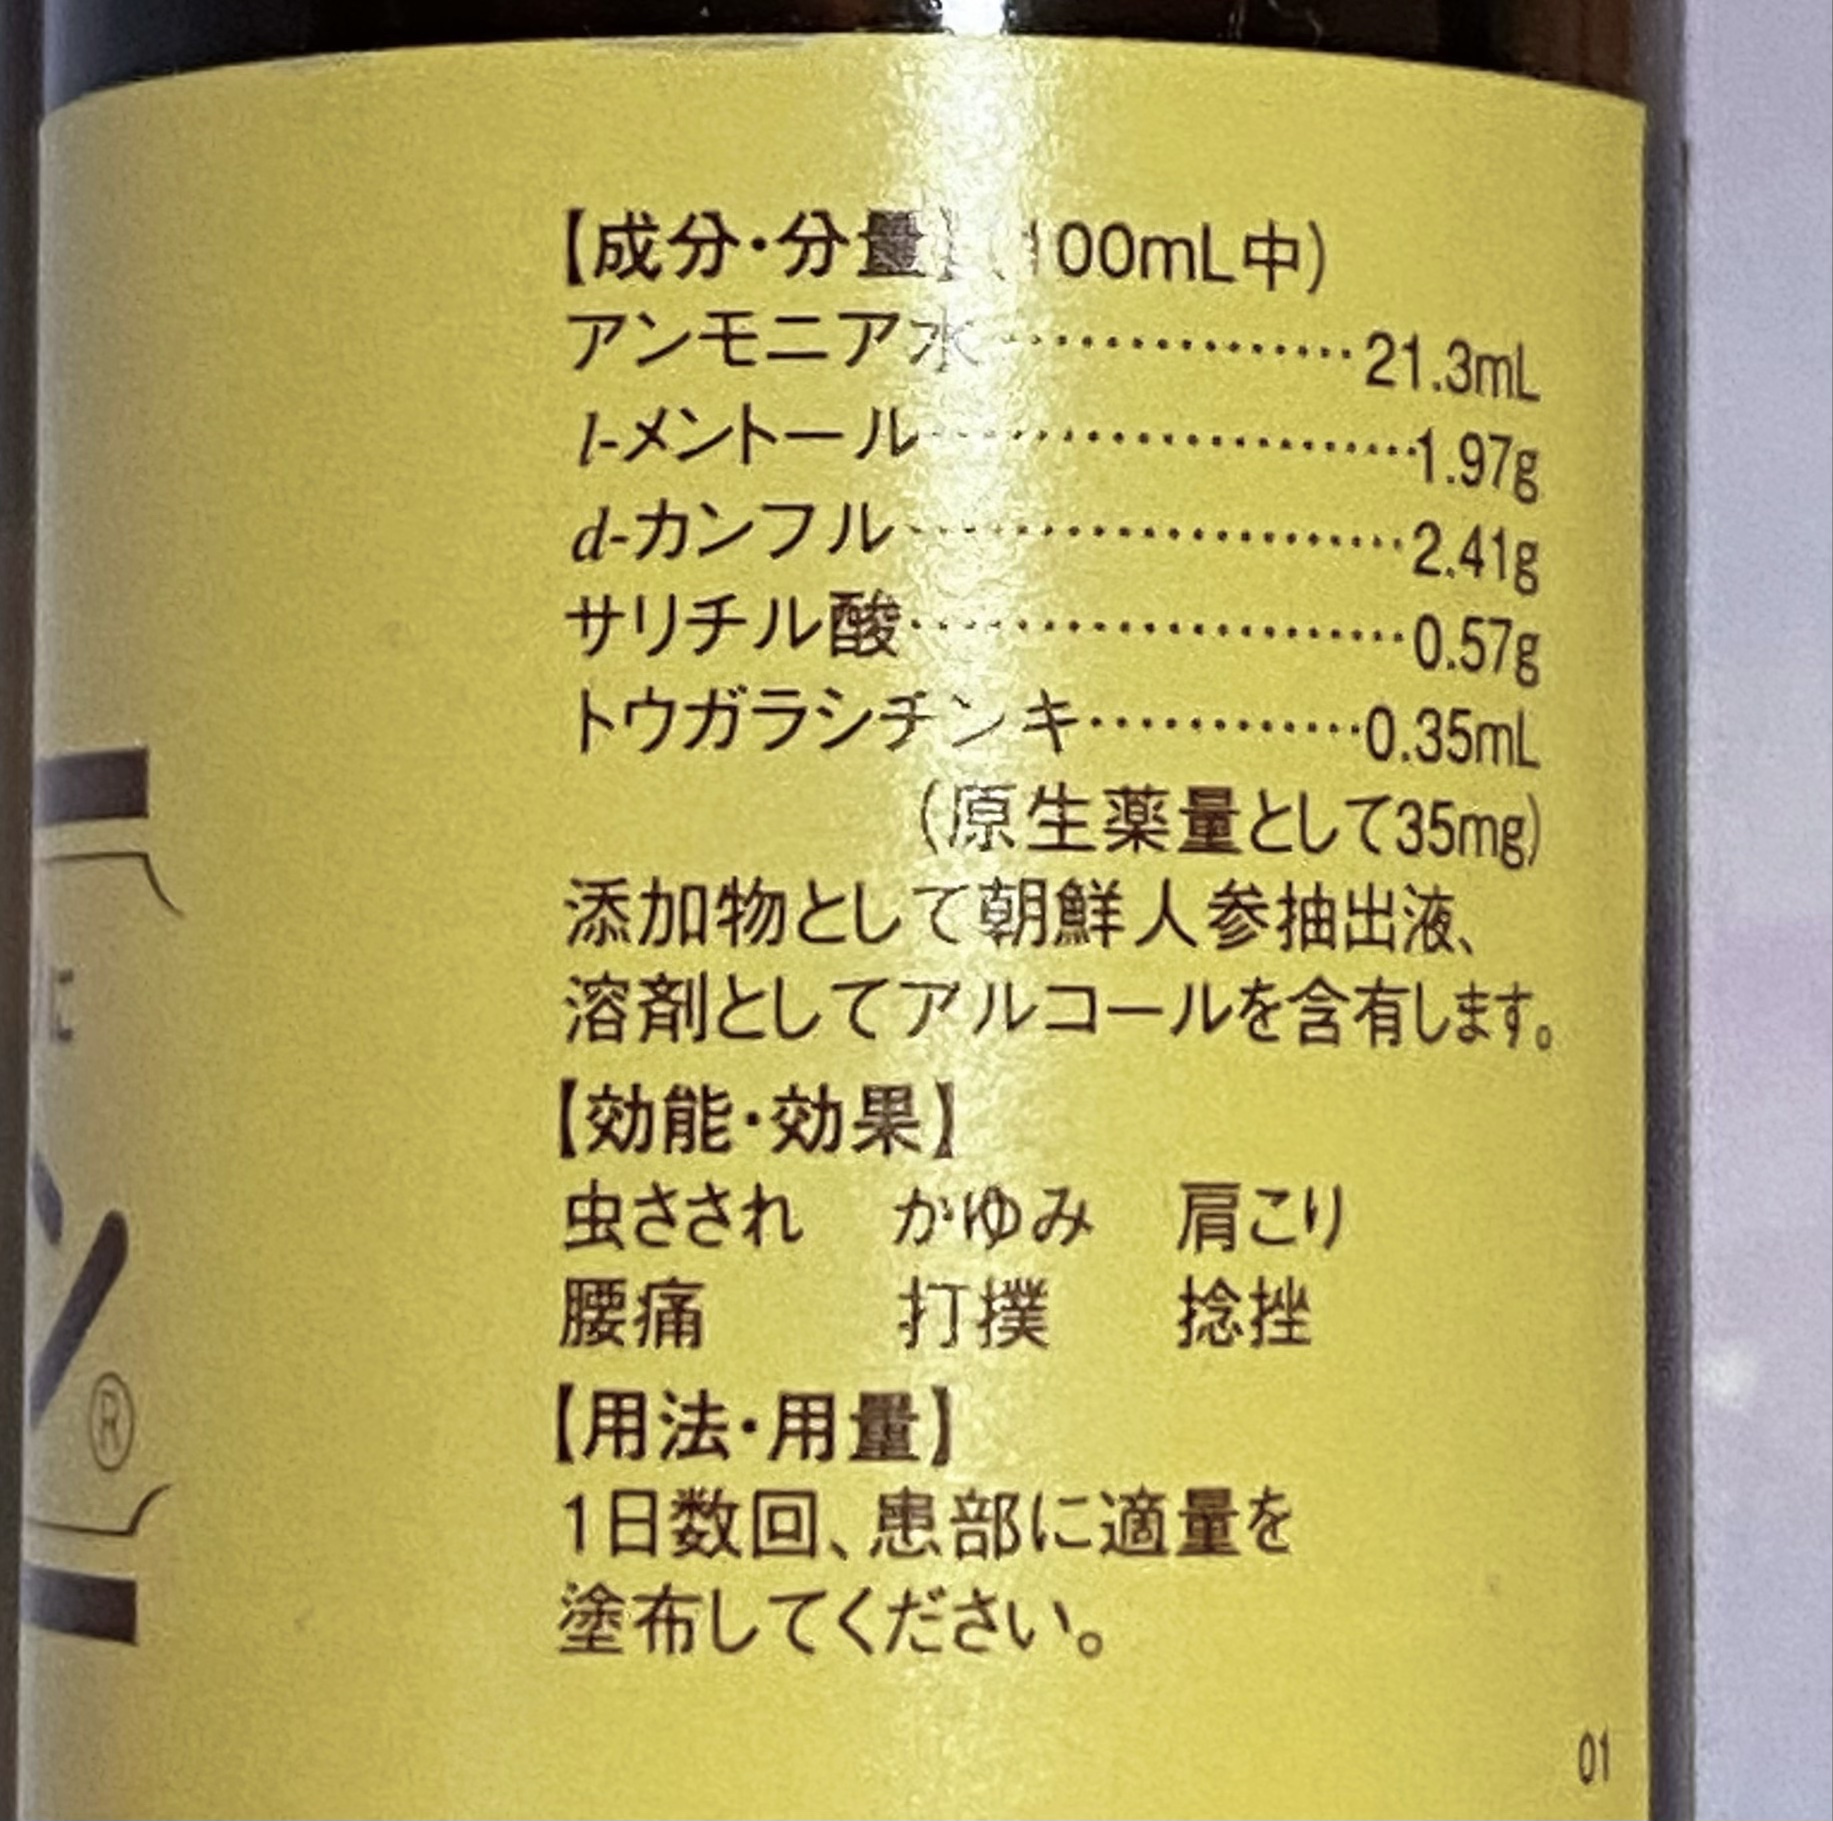 【成分・分量】(100mL中)
アンモニア水……………21.3mL
l-メントール…………………1.97g
d-カンフル…………………2.41g
サリチル酸…………………0.57g
トウガラシチンキ…………0.35mL
(原生薬量として35mg)
添加物として朝鮮人参抽出液、
溶剤としてアルコールを含有します。
【効能・効果】
虫さされ かゆみ 肩こり
腰痛 打撲 捻挫
【用法・用量】
1日数回、患部に適量を
塗布してください。
01
に
ン®